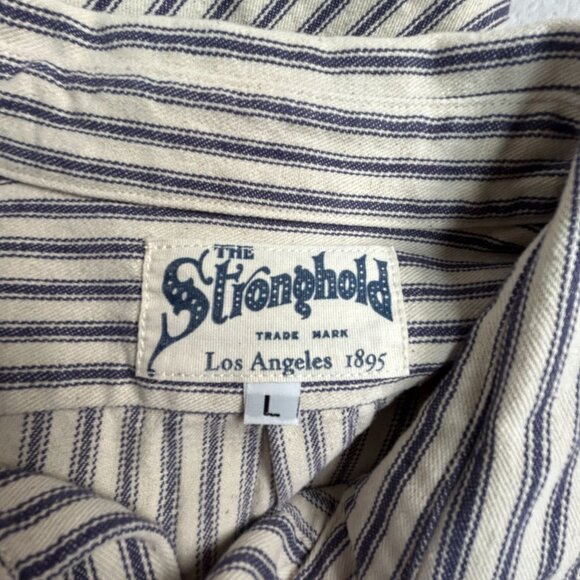 THE
Stronghold
TRADE MARK
Los Angeles 1895
L